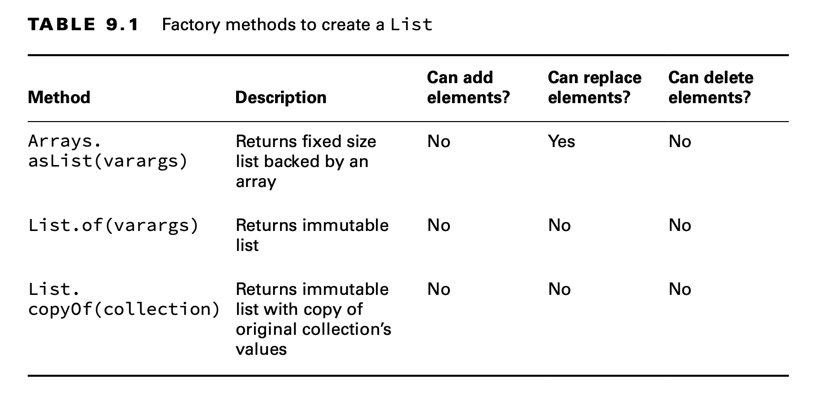 TABLE 9.1 Factory methods to create a List
Can add Can replace Can delete
Method Description elements? elements? elements?
Arrays. Returns fixed size No Yes No
asList(varargs) list backed by an
array
List.of(varargs) Returns immutable No No No
list
List. Returns immutable No No No
copyOf(collection) list with copy of
original collection’s
values